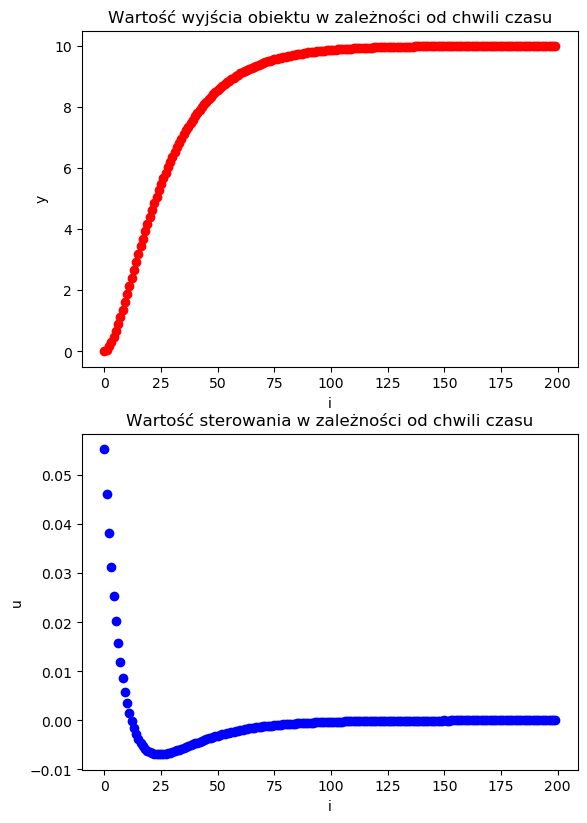 Wartość wyjścia obiektu w zależności od chwili czasu
10
8
6
4
2
0
y
0 25 50 75 100 125 150 175 200
i
Wartość sterowania w zależności od chwili czasu
0.05
0.04
0.03
0.02
0.01
0.00
−0.01
u
0 25 50 75 100 125 150 175 200
i